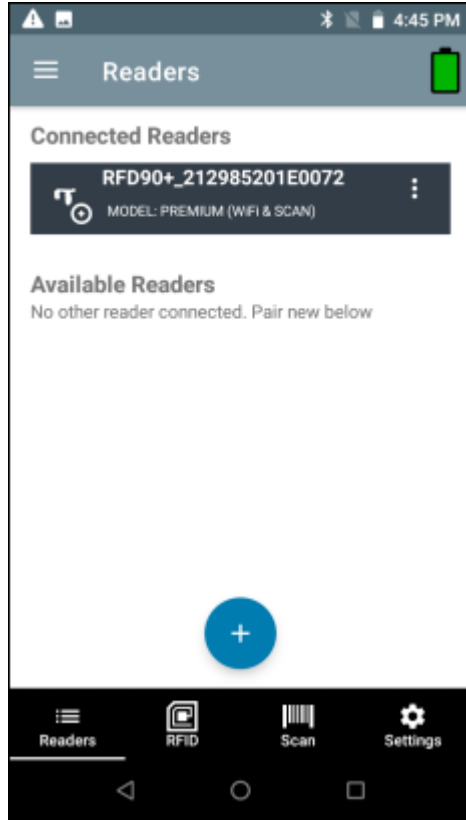 4:45 PM
Readers
Connected Readers
RFD90+_212985201E0072
MODEL: PREMIUM (WIFI & SCAN)
Available Readers
No other reader connected. Pair new below
Readers
RFID
Scan
Settings